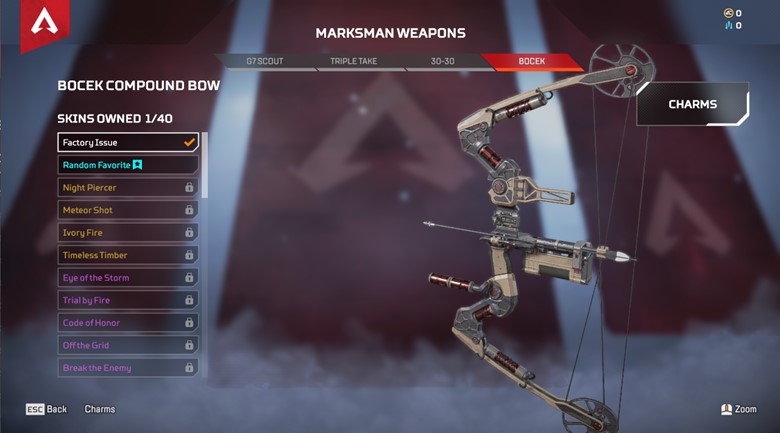 MARKSMAN WEAPONS
0
0
G7 SCOUT
TRIPLE TAKE
30-30
BOCEK
BOCEK COMPOUND BOW
CHARMS
SKINS OWNED 1/40
Factory Issue
Random Favorite
Night Piercer
Meteor Shot
Ivory Fire
Timeless Timber
Eye of the Storm
Trial by Fire
Code of Honor
Off the Grid
Break the Enemy
ESC Back Charms
Zoom